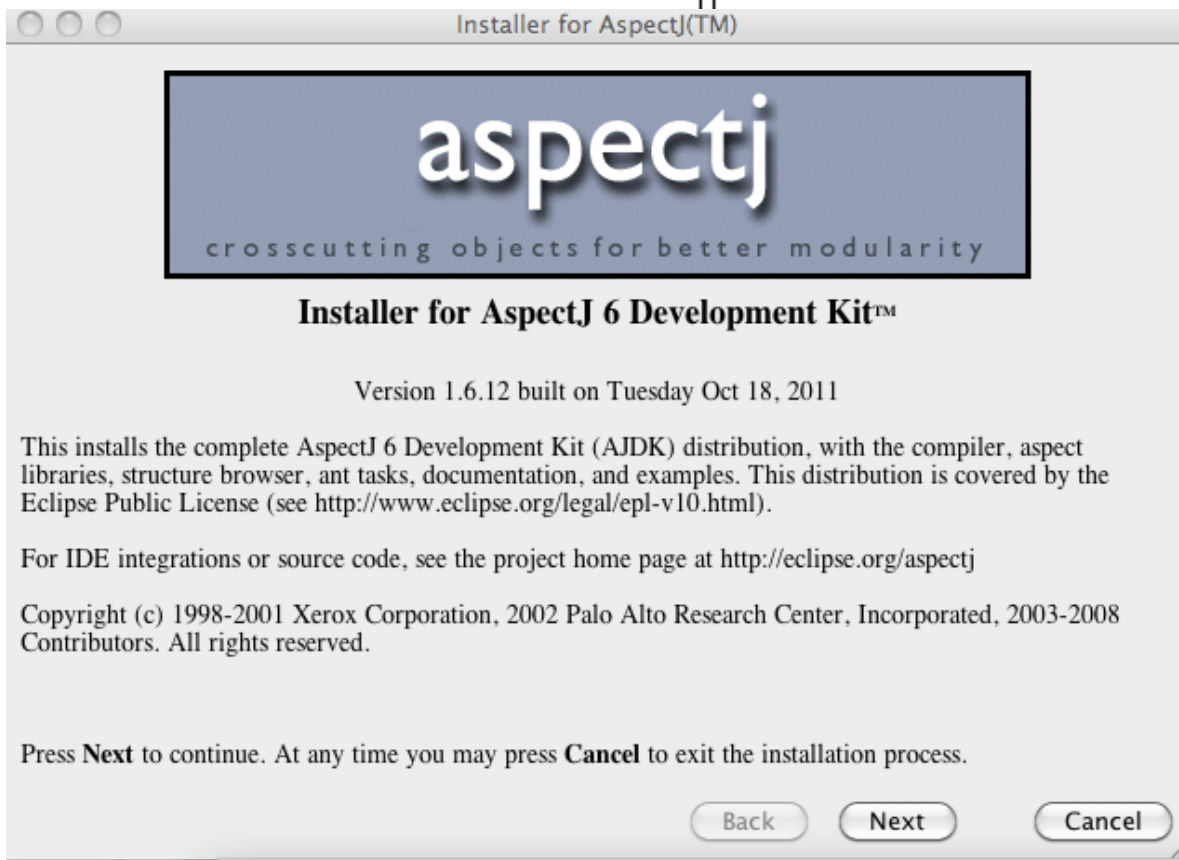 Installer for AspectJ(TM)
aspectj
crosscutting objects for better modularity
Installer for AspectJ 6 Development Kit™
Version 1.6.12 built on Tuesday Oct 18, 2011
This installs the complete AspectJ 6 Development Kit (AJDK) distribution, with the compiler, aspect
libraries, structure browser, ant tasks, documentation, and examples. This distribution is covered by the
Eclipse Public License (see http://www.eclipse.org/legal/epl-v10.html).
For IDE integrations or source code, see the project home page at http://eclipse.org/aspectj
Copyright (c) 1998-2001 Xerox Corporation, 2002 Palo Alto Research Center, Incorporated, 2003-2008
Contributors. All rights reserved.
Press Next to continue. At any time you may press Cancel to exit the installation process.
Back Next Cancel